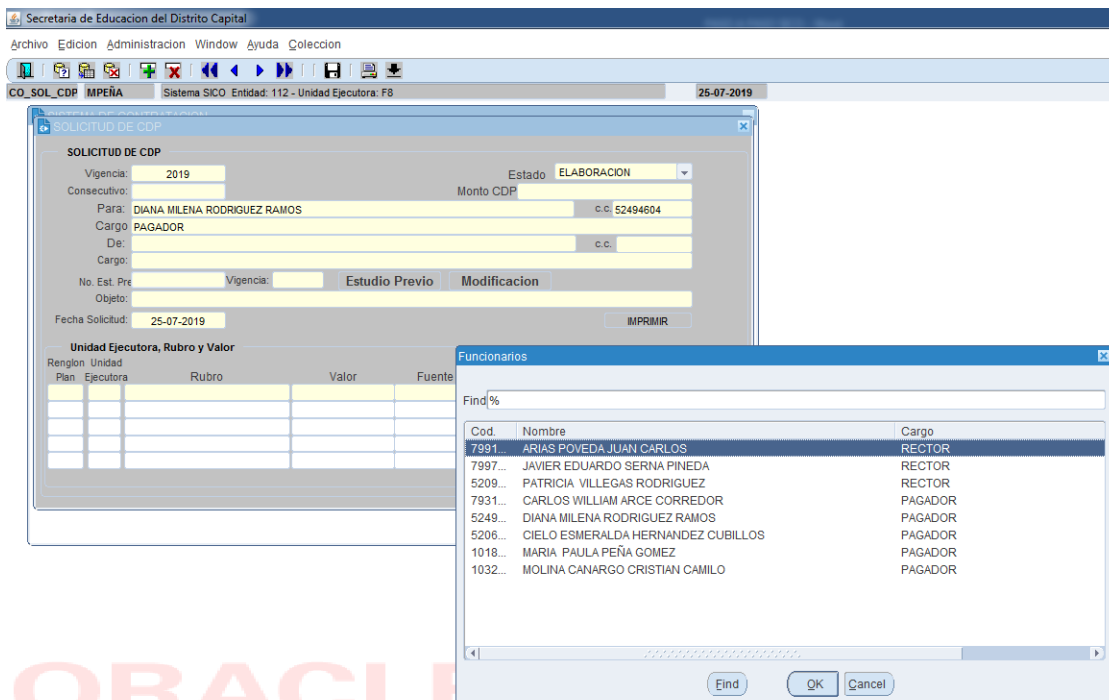 Secretaria de Educacion del Distrito Capital
Archivo Edicion Administracion Window Ayuda Coleccion
CO_SOL_CDP MPEÑA Sistema SICO Entidad: 112 - Unidad Ejecutora: F8 25-07-2019
SISTEMA DE CONTRATACION
SOLICITUD DE CDP
SOLICITUD DE CDP
Vigencia: 2019 Estado ELABORACION
Consecutivo: Monto CDP
Para: DIANA MILENA RODRIGUEZ RAMOS c.c. 52494604
Cargo PAGADOR
De: c.c.
Cargo:
No. Est. Pre Vigencia: Estudio Previo Modificacion
Objeto:
Fecha Solicitud: 25-07-2019 IMPRIMIR
Unidad Ejecutora, Rubro y Valor
Renglon Unidad
Plan Ejecutora Rubro Valor Fuente
Funcionarios
Find %
Cod. Nombre Cargo
7991... ARIAS POVEDA JUAN CARLOS RECTOR
7997... JAVIER EDUARDO SERNA PINEDA RECTOR
5209... PATRICIA VILLEGAS RODRIGUEZ RECTOR
7931... CARLOS WILLIAM ARCE CORREDOR PAGADOR
5249... DIANA MILENA RODRIGUEZ RAMOS PAGADOR
5206... CIELO ESMERALDA HERNANDEZ CUBILLOS PAGADOR
1018... MARIA PAULA PEÑA GOMEZ PAGADOR
1032... MOLINA CANARGO CRISTIAN CAMILO PAGADOR
Find OK Cancel
ORACLE